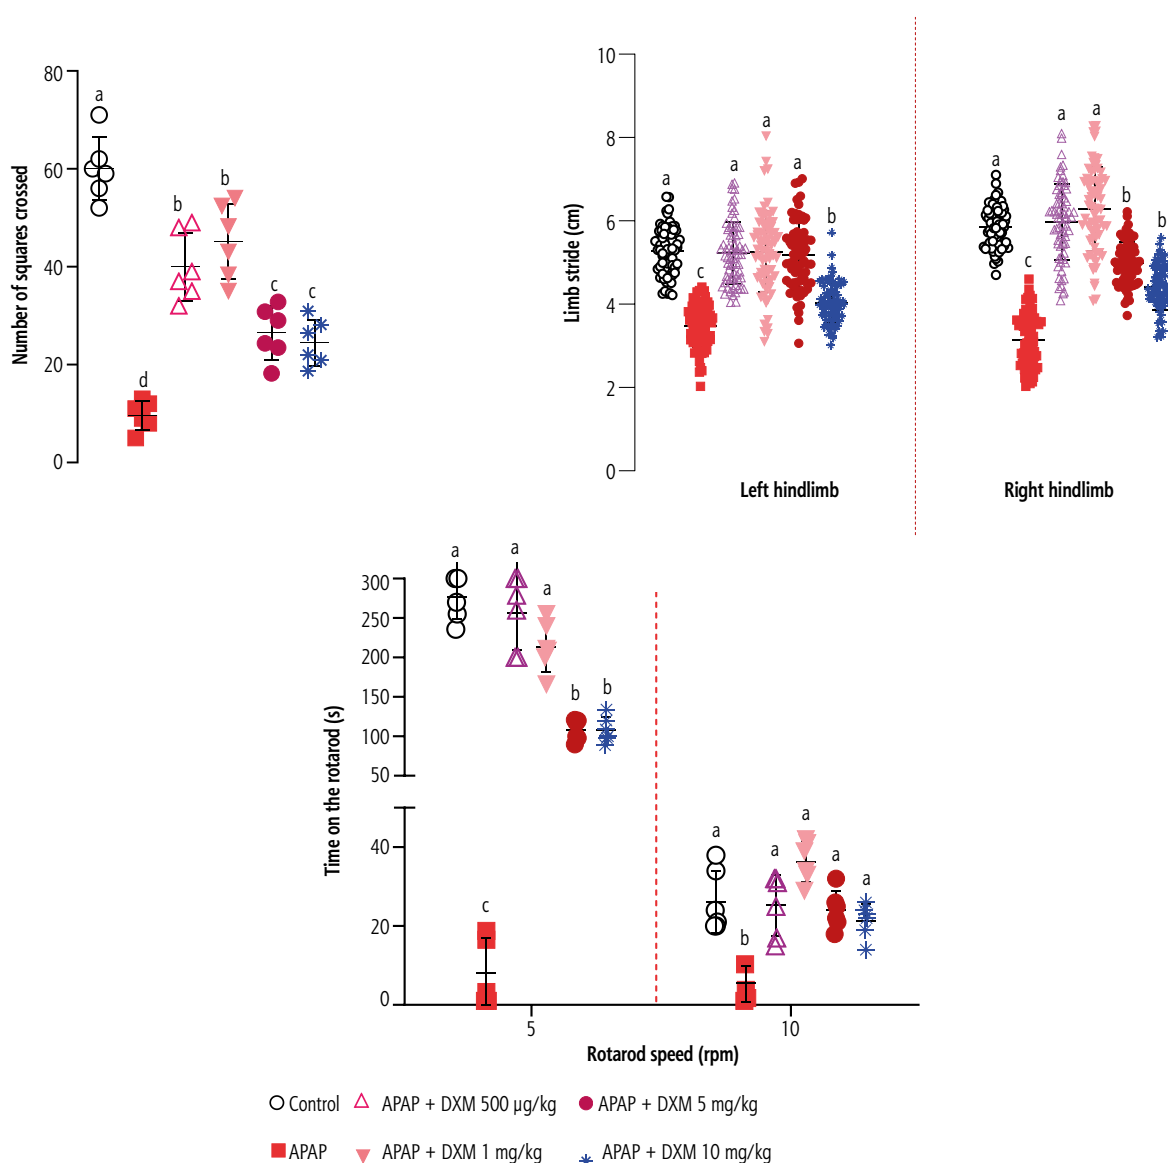 Number of squares crossed
80
60
40
20
0
a
d
b
b
c
c
Limb stride (cm)
10
8
6
4
2
0
a
c
a
a
a
b
a
c
a
a
b
b
Left hindlimb
Right hindlimb
Time on the rotarod (s)
300
250
200
150
100
50
40
20
0
a
c
a
a
b
b
a
b
a
a
a
a
5
10
Rotarod speed (rpm)
Control
APAP + DXM 500 µg/kg
APAP + DXM 5 mg/kg
APAP
APAP + DXM 1 mg/kg
APAP + DXM 10 mg/kg